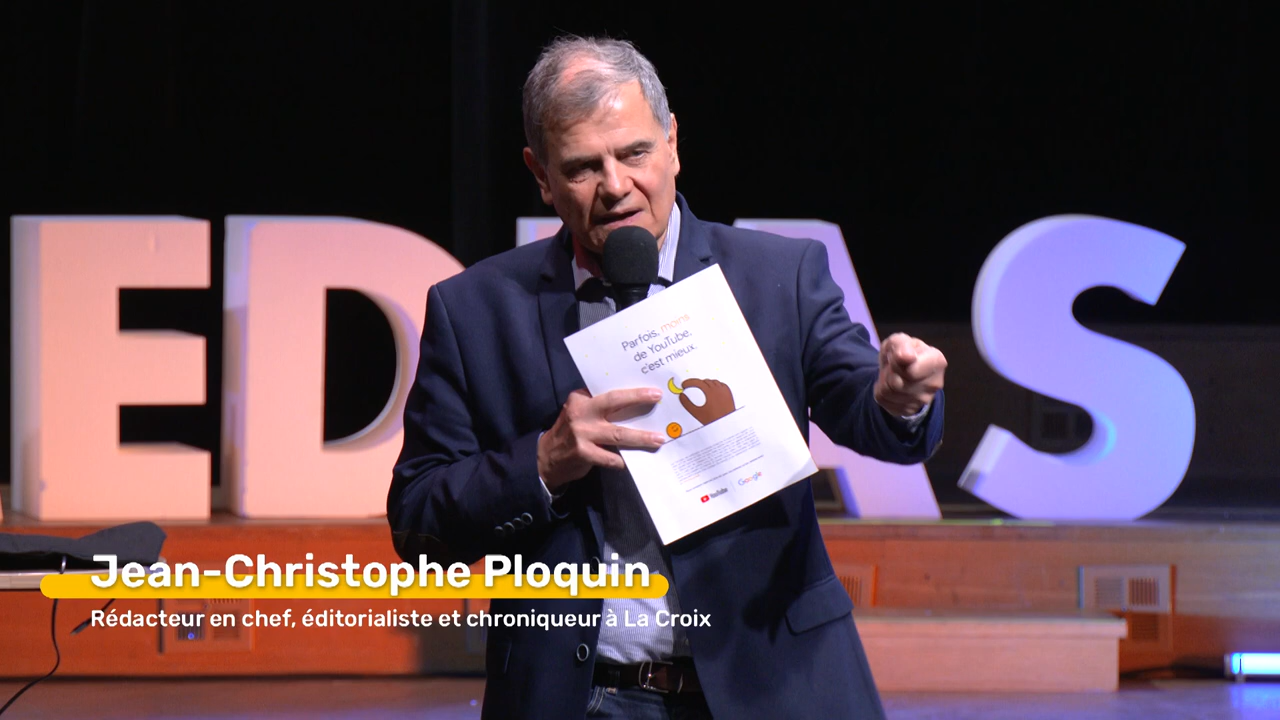 EDIAS
Parfois, moins
de YouTube,
c'est mieux.
YouTube
Google
Jean-Christophe Ploquin
Rédacteur en chef, éditorialiste et chroniqueur à La Croix